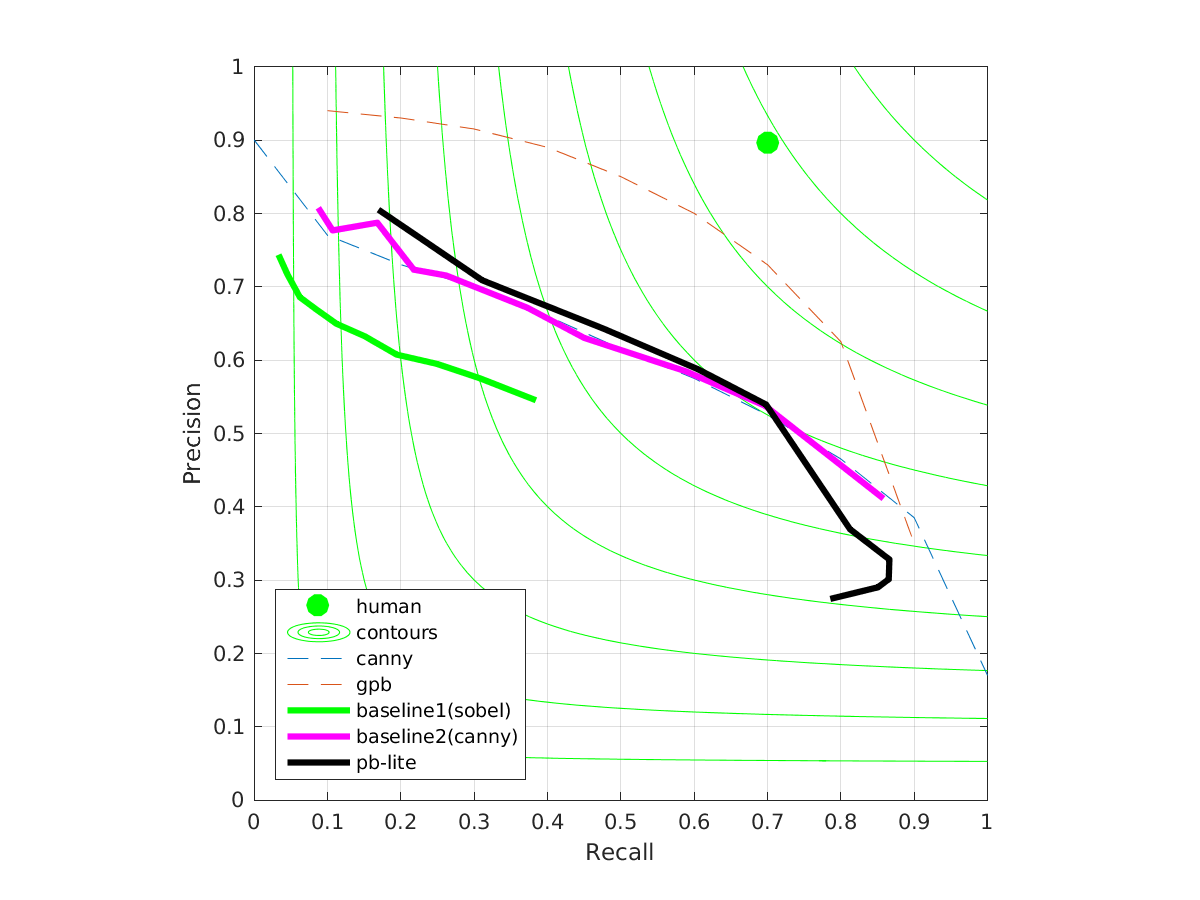 1
0.9
0.8
0.7
0.6
0.5
0.4
0.3
0.2
0.1
0
Precision
human
contours
canny
gpb
baseline1(sobel)
baseline2(canny)
pb-lite
0 0.1 0.2 0.3 0.4 0.5 0.6 0.7 0.8 0.9 1
Recall